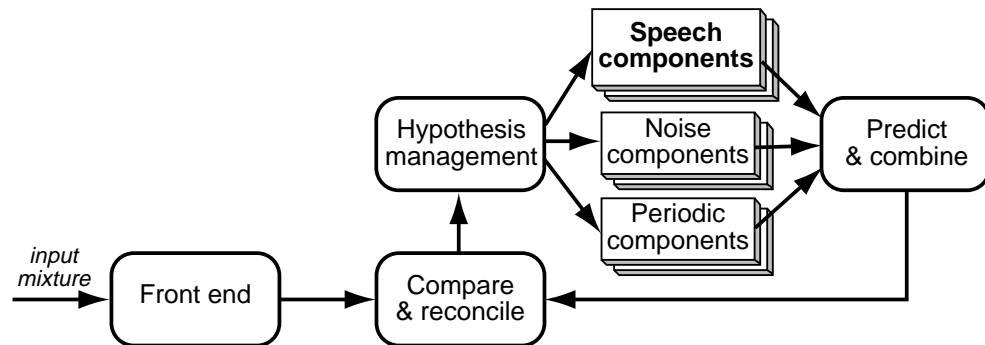 Speech
components
Hypothesis
management
Noise
components
Predict
& combine
Periodic
components
input
mixture
Front end
Compare
& reconcile